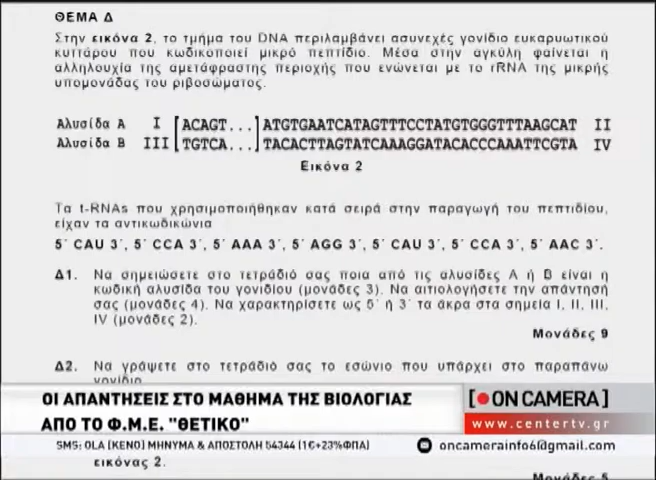 ΘΕΜΑ Δ
Στην εικόνα 2, το τμήμα του DNA περιλαμβάνει ασυνεχές γονίδιο ευκαρυωτικού
κυττάρου που κωδικοποιεί μικρό πεπτίδιο. Μέσα στην αγκύλη φαίνεται η
αλληλουχία της αμετάφραστης περιοχής που ενώνεται με το rRNA της μικρής
υπομονάδας του ριβοσώματος.
Αλυσίδα Α I [ACAGT...]ATGTGAATCATAGTTTCCTATGTGGGTTTAAGCAT II
Αλυσίδα Β III [TGTCA...]TACACTTAGTATCAAAGGATACACCCAAATTCGTA IV
Εικόνα 2
Τα t-RNAs που χρησιμοποιήθηκαν κατά σειρά στην παραγωγή του πεπτιδίου,
είχαν τα αντικωδικώνια
5΄ CAU 3΄, 5΄ CCA 3΄, 5΄ AAA 3΄, 5΄ AGG 3΄, 5΄ CAU 3΄, 5΄ CCA 3΄, 5΄ AAC 3΄.
Δ1. Να σημειώσετε στο τετράδιό σας ποια από τις αλυσίδες Α ή Β είναι η
κωδική αλυσίδα του γονιδίου (μονάδες 3). Να αιτιολογήσετε την απάντησή
σας (μονάδες 4). Να χαρακτηρίσετε ως 5΄ ή 3΄ τα άκρα στα σημεία I, II, III,
IV (μονάδες 2).
Μονάδες 9
Δ2. Να γράψετε στο τετράδιό σας το εσώνιο που υπάρχει στο παραπάνω
γονίδιο
ΟΙ ΑΠΑΝΤΗΣΕΙΣ ΣΤΟ ΜΑΘΗΜΑ ΤΗΣ ΒΙΟΛΟΓΙΑΣ
ΑΠΟ ΤΟ Φ.Μ.Ε. "ΘΕΤΙΚΟ"
[ON CAMERA]
www.centertv.gr
SMS: OLA (ΚΕΝΟ) ΜΗΝΥΜΑ & ΑΠΟΣΤΟΛΗ 54344 (1€+23%ΦΠΑ)
oncamerainfo6@gmail.com
εικόνας 2.
Μονάδες 5